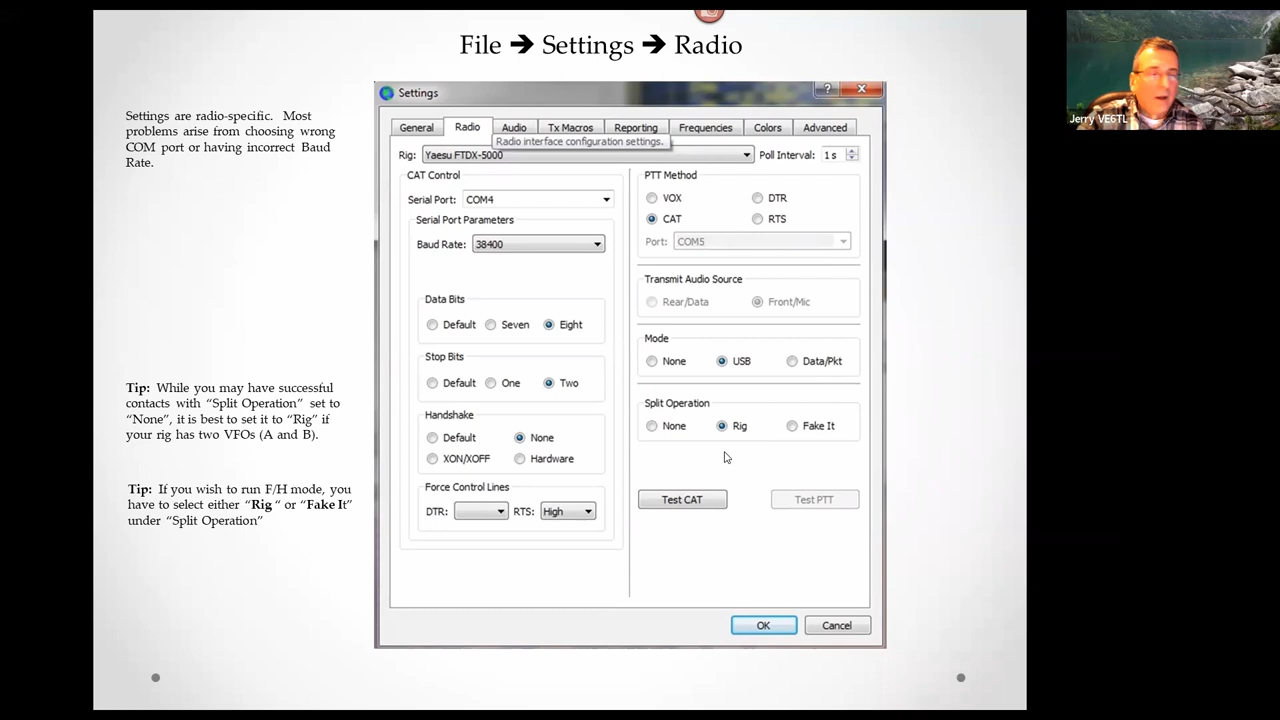 File ➔ Settings ➔ Radio
Settings are radio-specific.  Most
problems arise from choosing wrong
COM port or having incorrect Baud
Rate.
Tip:  While you may have successful
contacts with “Split Operation”  set to
“None”, it is best to set it to “Rig” if
your rig has two VFOs (A and B).
Tip:  If you wish to run F/H mode, you
have to select either “Rig “ or “Fake It”
under “Split Operation”
Settings
?
General Radio Audio Tx Macros Reporting Frequencies Colors Advanced
Radio interface configuration settings.
Rig: Yaesu FTDX-5000 Poll Interval: 1 s
CAT Control
Serial Port: COM4
Serial Port Parameters
Baud Rate: 38400
Data Bits
Default Seven Eight
Stop Bits
Default One Two
Handshake
Default None
XON/XOFF Hardware
Force Control Lines
DTR: RTS: High
PTT Method
VOX DTR
CAT RTS
Port: COM5
Transmit Audio Source
Rear/Data Front/Mic
Mode
None USB Data/Pkt
Split Operation
None Rig Fake It
Test CAT Test PTT
OK Cancel
Jerry VE6TL